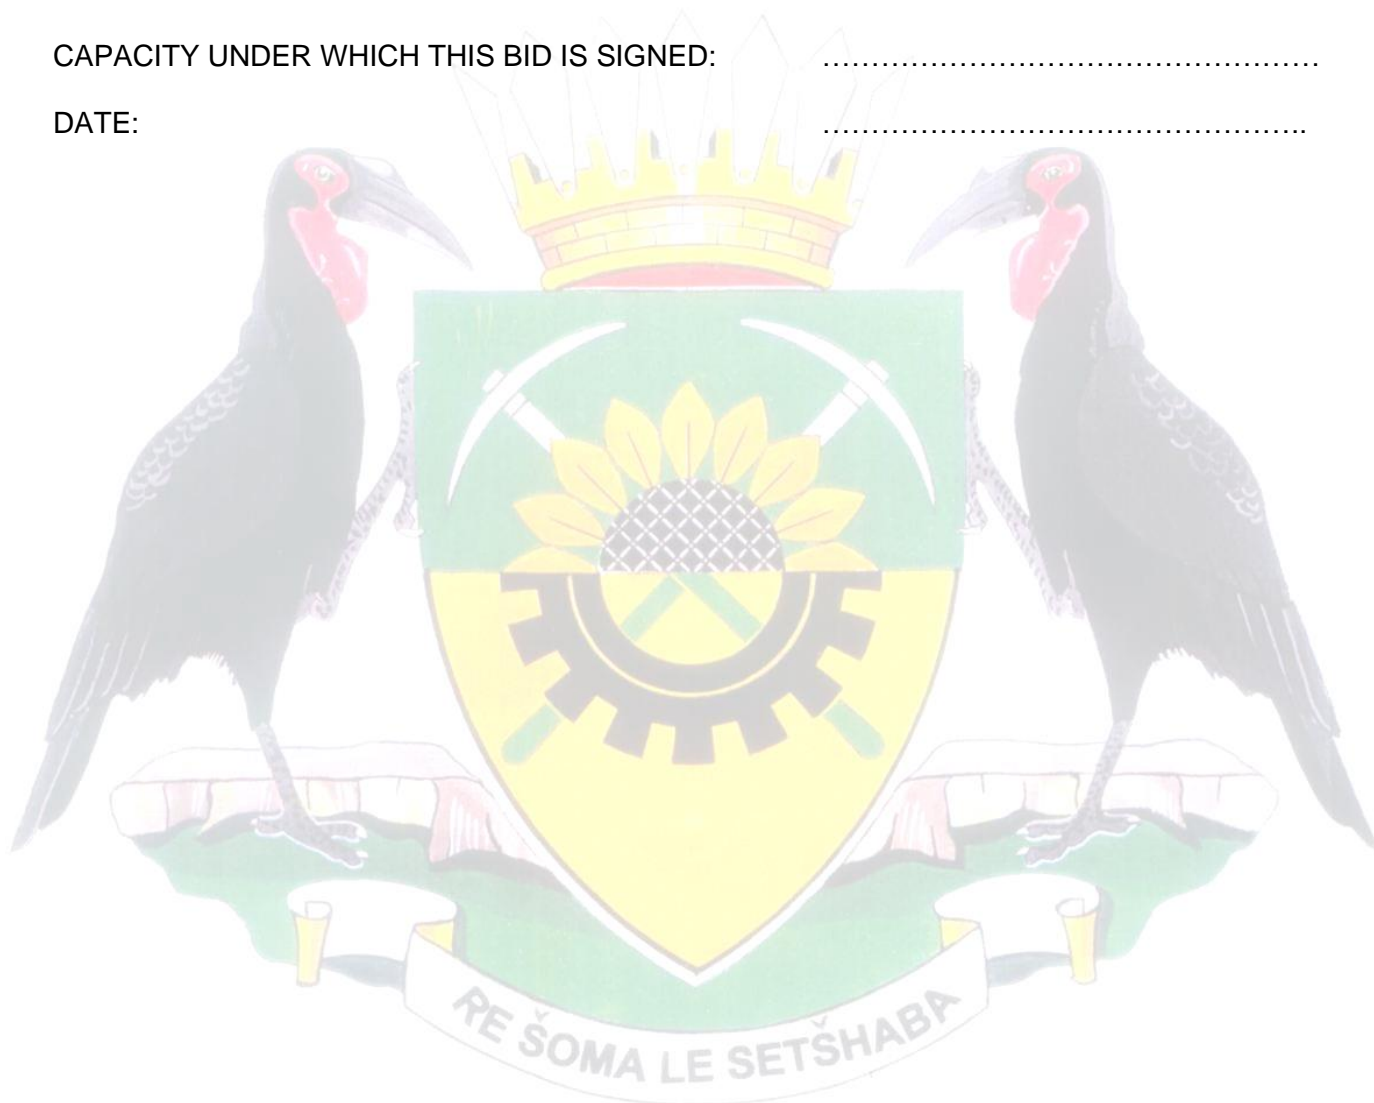 CAPACITY UNDER WHICH THIS BID IS SIGNED: ……………………………………………
DATE: …………………………………………..
RE ŠOMA LE SETŠHABA